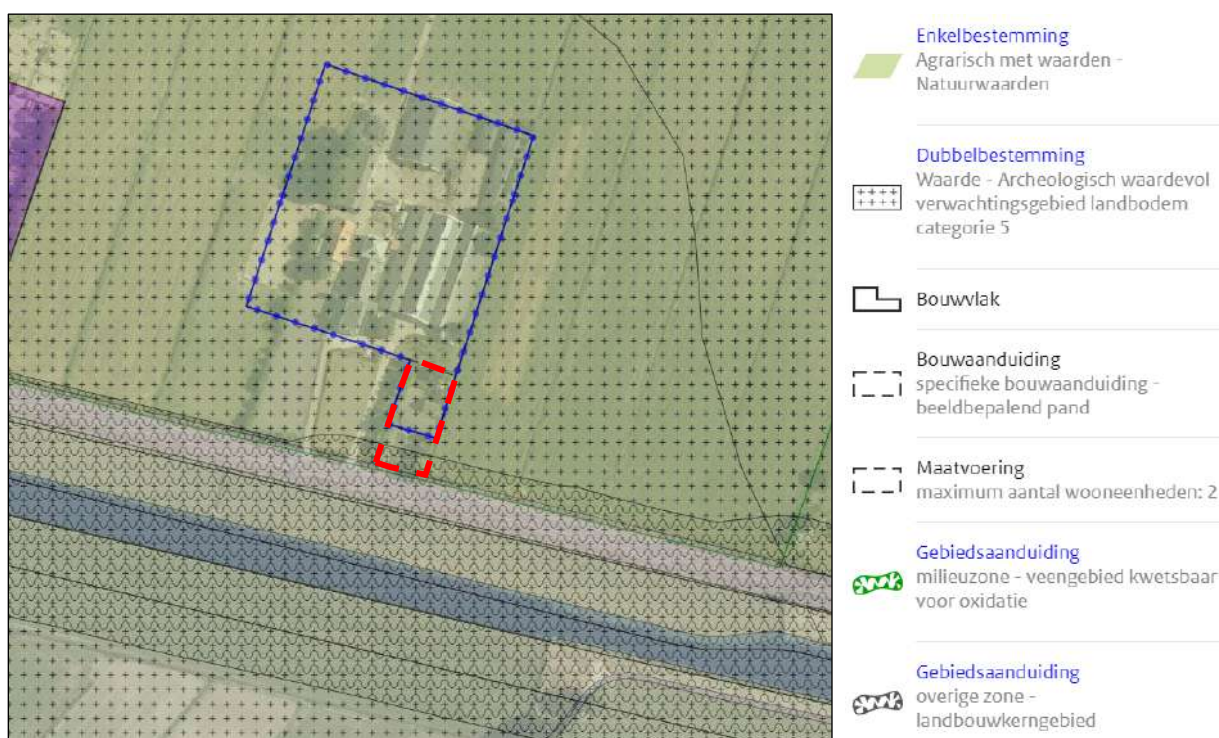 Enkelbestemming
Agrarisch met waarden -
Natuurwaarden
Dubbelbestemming
Waarde - Archeologisch waardevol
verwachtingsgebied landbodem
categorie 5
Bouwvlak
Bouwaanduiding
specifieke bouwaanduiding -
beeldbepalend pand
Maatvoering
maximum aantal wooneenheden: 2
Gebiedsaanduiding
milieuzone - veengebied kwetsbaar
voor oxidatie
Gebiedsaanduiding
overige zone -
landbouwkerngebied